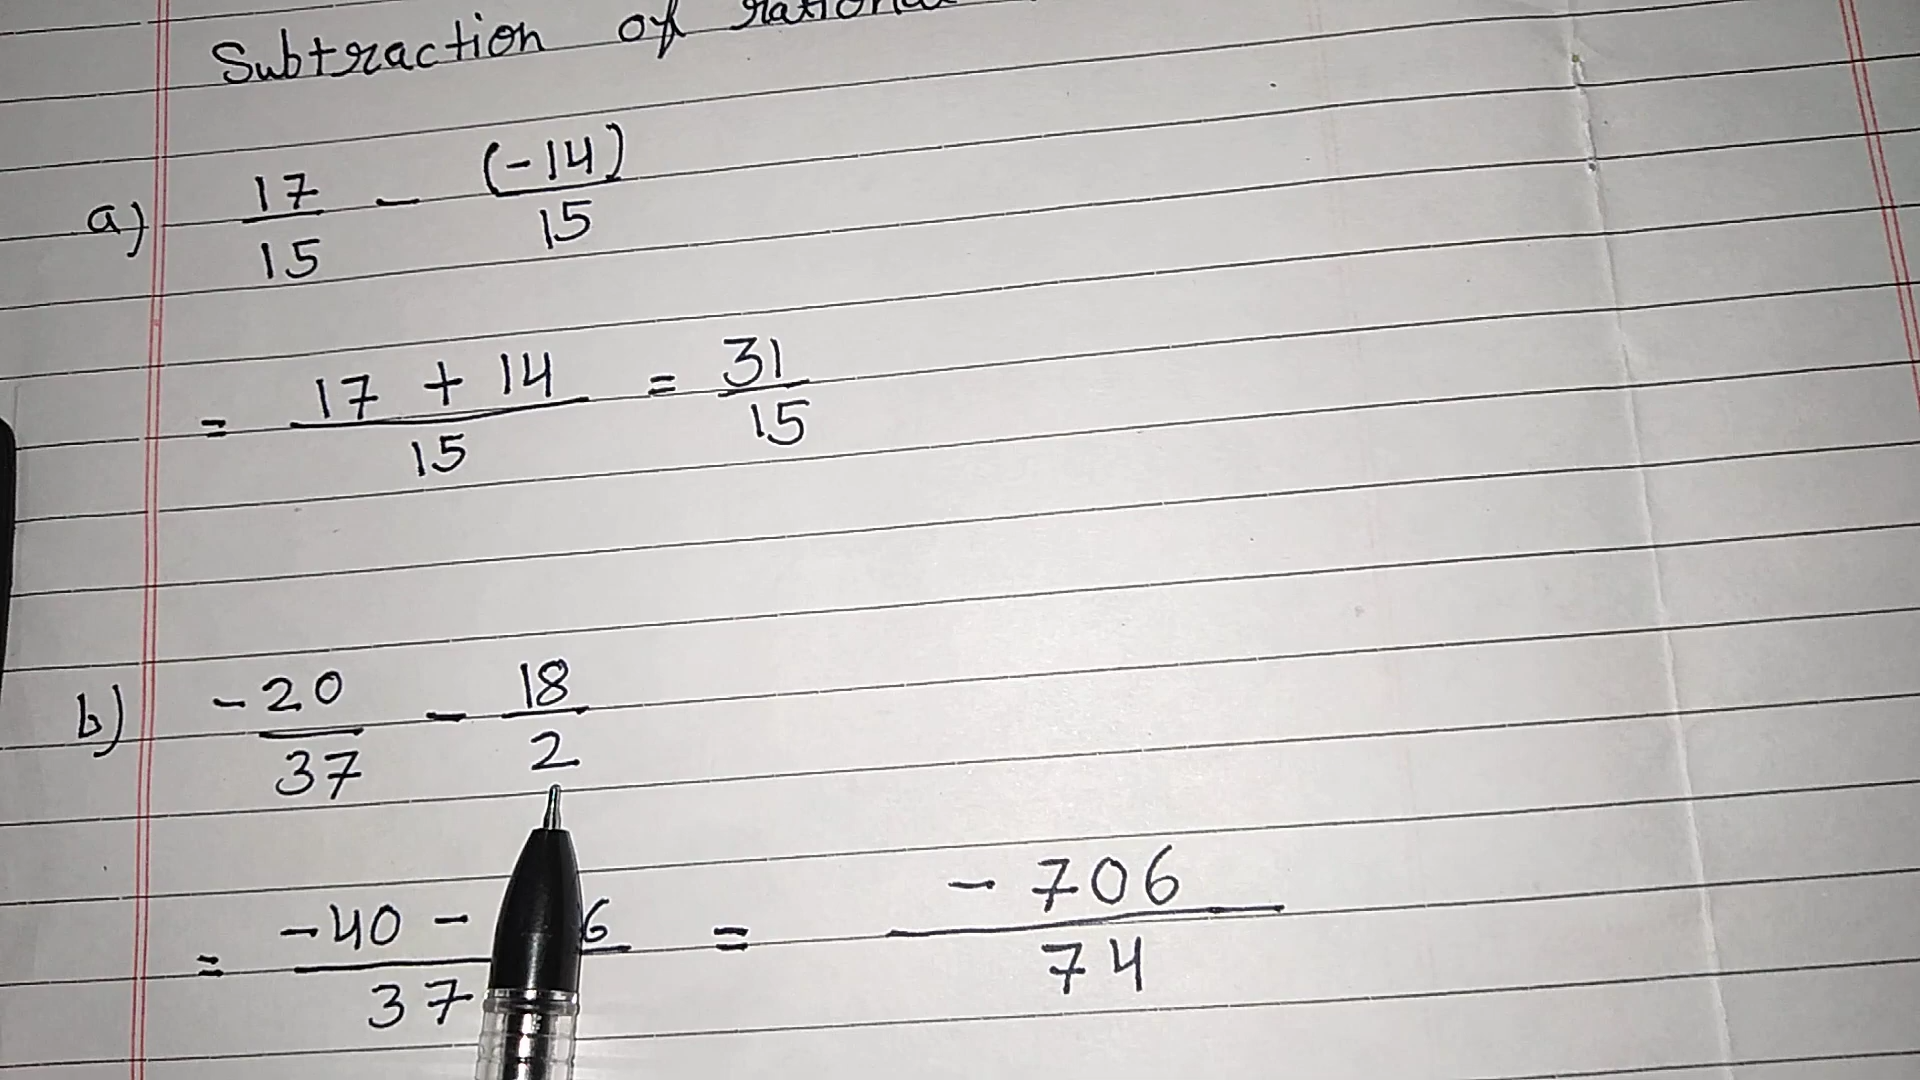 Subtraction of
a) 17/15 - (-14)/15
= 17 + 14/15 = 31/15
b) -20/37 - 18/2
= -40 - 6/37 = -706/74